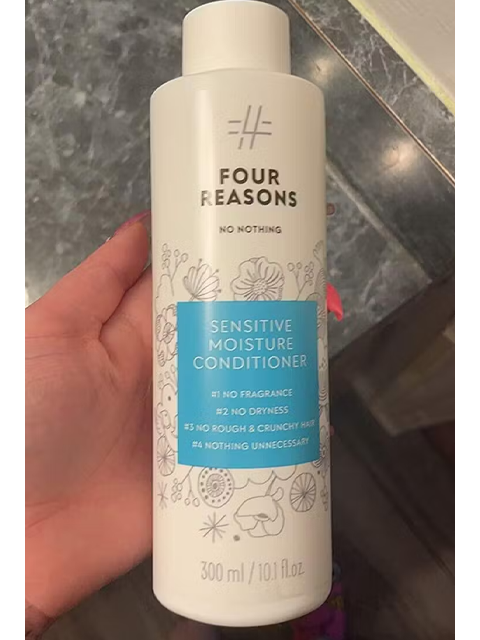 FOUR
REASONS
NO NOTHING
SENSITIVE
MOISTURE
CONDITIONER
#1 NO FRAGRANCE
#2 NO DRYNESS
#3 NO ROUGH & CRUNCHY HAIR
#4 NOTHING UNNECESSARY
300 ml / 10.1 fl.oz.